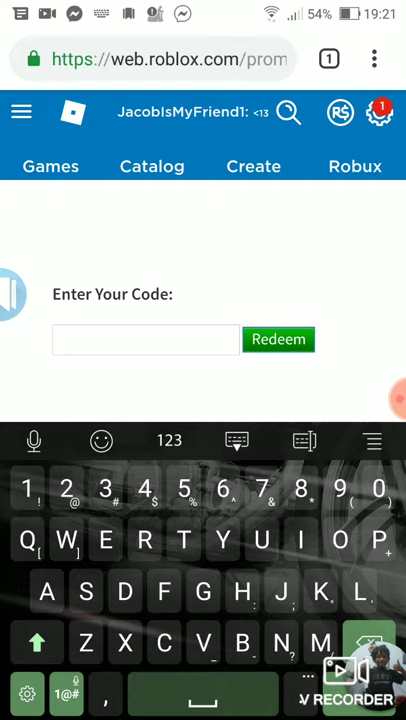 54% 19:21
https://web.roblox.com/prom
1
JacobIsMyFriend1: <13
R$
1
Games Catalog Create Robux
Enter Your Code:
Redeem
123
1 2 3 4 5 6 7 8 9 0
! @ # $ % ^ & * (  )
Q W E R T Y U I O P
[ ] +
A S D F G H J K L
: ;
Z X C V B N M
_ - ?
1@# ,
V RECORDER